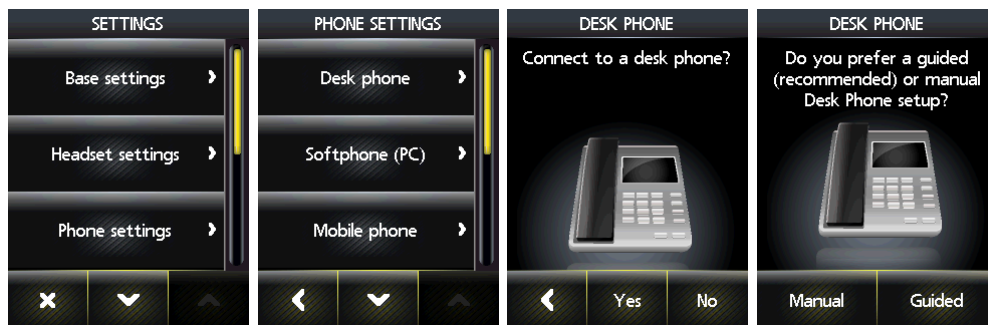 SETTINGS
Base settings
Headset settings
Phone settings
PHONE SETTINGS
Desk phone
Softphone (PC)
Mobile phone
DESK PHONE
Connect to a desk phone?
Yes
No
DESK PHONE
Do you prefer a guided
(recommended) or manual
Desk Phone setup?
Manual
Guided